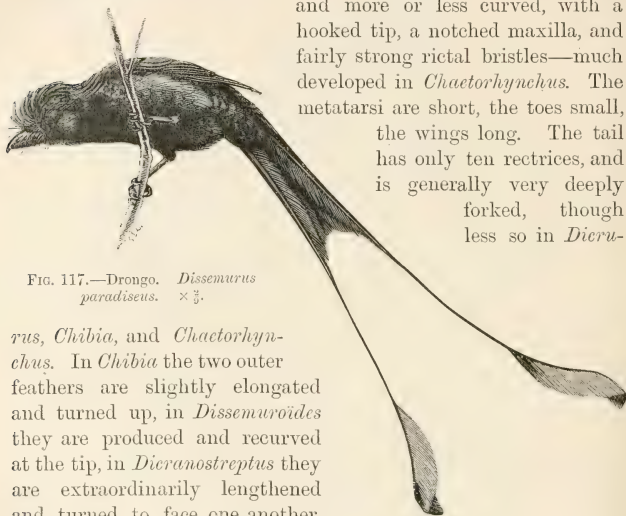 and more or less curved, with a
hooked tip, a notched maxilla, and
fairly strong rictal bristles—much
developed in Chaetorhynchus. The
metatarsi are short, the toes small,
the wings long. The tail
has only ten rectrices, and
is generally very deeply
forked, though
less so in Dicru-
FIG. 117.—Drongo. Dissemurus
paradiseus. ×
rus, Chibia, and Chaetorhyn-
chus. In Chibia the two outer
feathers are slightly elongated
and turned up, in Dissemuroïdes
they are produced and recurved
at the tip, in Dicranostreptus they
are extraordinarily lengthened
and turned to face one another.